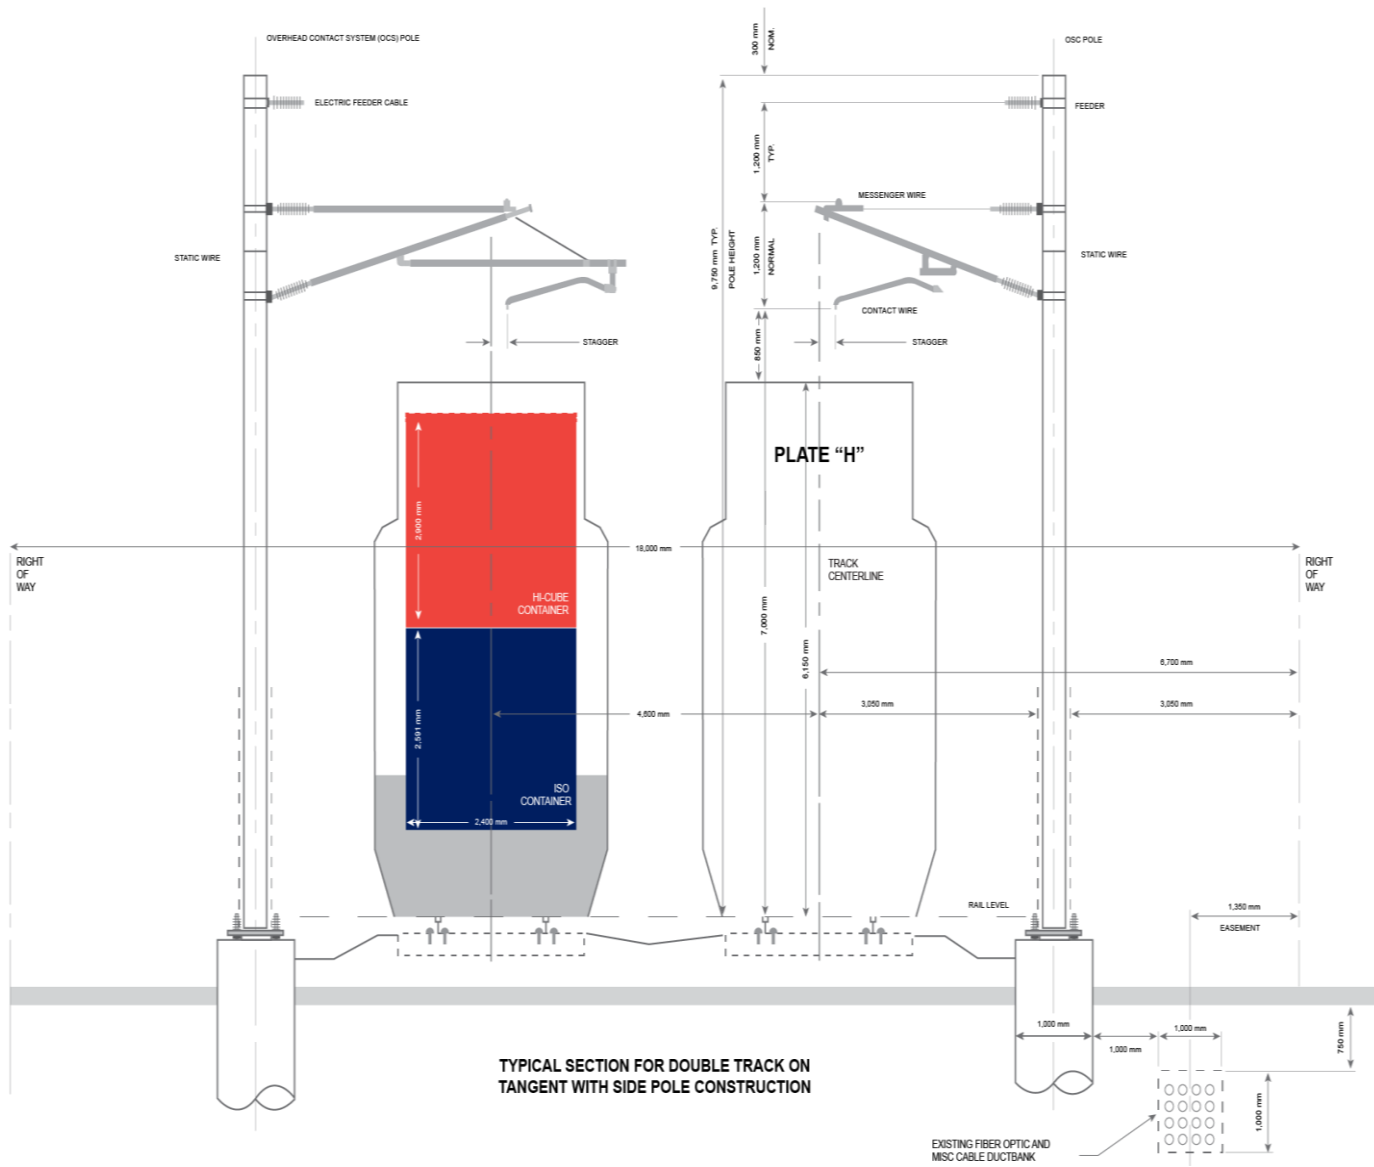 OVERHEAD CONTACT SYSTEM (OCS) POLE
300 mm
NOM.
OSC POLE
ELECTRIC FEEDER CABLE
FEEDER
1,200 mm
TYP.
MESSENGER WIRE
9,750 mm TYP.
POLE HEIGHT
1,200 mm
NORMAL
STATIC WIRE
STATIC WIRE
CONTACT WIRE
STAGGER
850 mm
STAGGER
PLATE “H”
2,900 mm
18,000 mm
RIGHT
OF
WAY
TRACK
CENTERLINE
RIGHT
OF
WAY
HI-CUBE
CONTAINER
7,000 mm
6,150 mm
6,700 mm
2,591 mm
4,600 mm
3,050 mm
3,050 mm
ISO
CONTAINER
2,400 mm
RAIL LEVEL
1,350 mm
EASEMENT
1,000 mm
1,000 mm
1,000 mm
750 mm
TYPICAL SECTION FOR DOUBLE TRACK ON
TANGENT WITH SIDE POLE CONSTRUCTION
1,000 mm
EXISTING FIBER OPTIC AND
MISC CABLE DUCTBANK